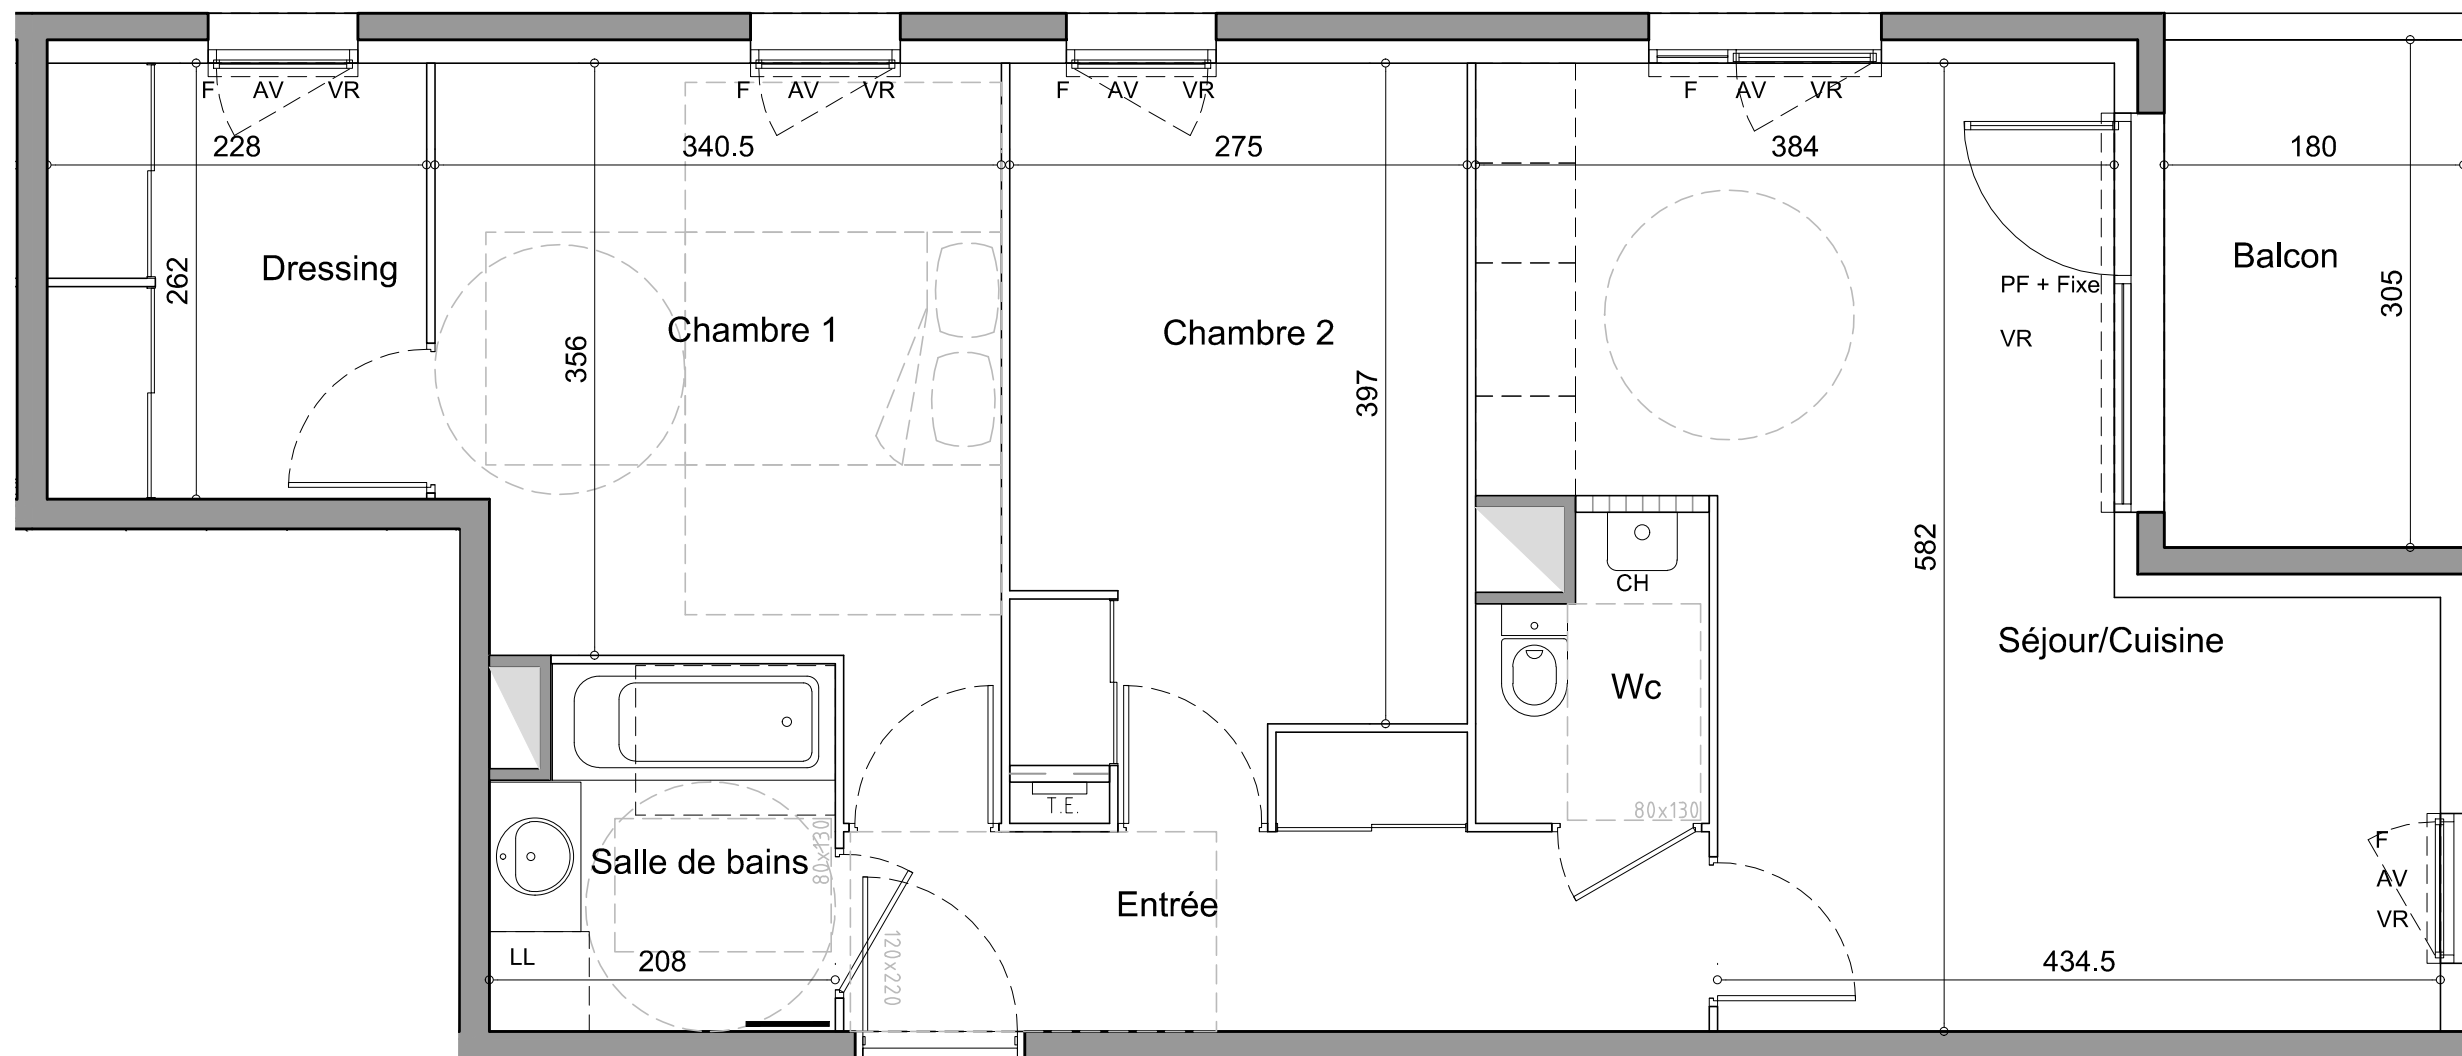 F AV VR
F AV VR
F AV VR
F AV VR
228
340.5
275
384
180
Dressing
262
Chambre 1
356
Chambre 2
397
PF + Fixe
VR
Balcon
305
582
CH
Séjour/Cuisine
Wc
T.E.
80x130
80x130
Salle de bains
Entrée
F
AV
VR
LL
208
120x220
434.5